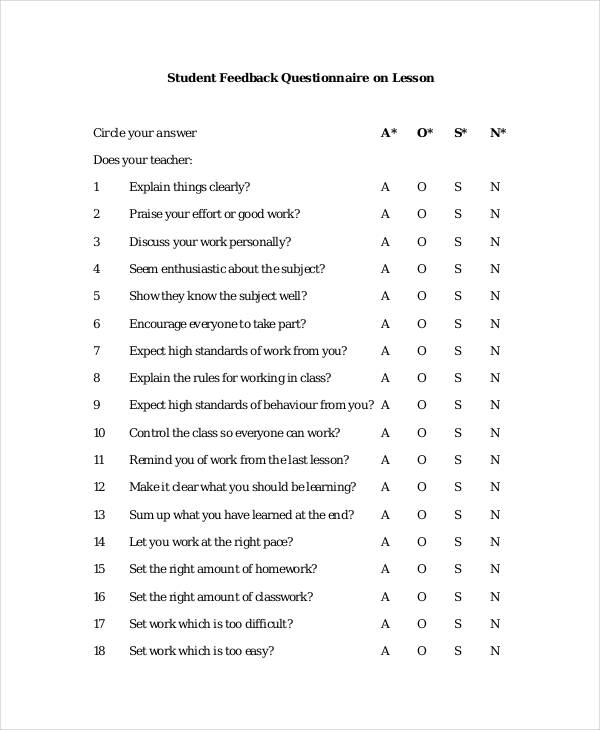 Student Feedback Questionnaire on Lesson
Circle your answer A* O* S* N*
Does your teacher:
1 Explain things clearly? A O S N
2 Praise your effort or good work? A O S N
3 Discuss your work personally? A O S N
4 Seem enthusiastic about the subject? A O S N
5 Show they know the subject well? A O S N
6 Encourage everyone to take part? A O S N
7 Expect high standards of work from you? A O S N
8 Explain the rules for working in class? A O S N
9 Expect high standards of behaviour from you? A O S N
10 Control the class so everyone can work? A O S N
11 Remind you of work from the last lesson? A O S N
12 Make it clear what you should be learning? A O S N
13 Sum up what you have learned at the end? A O S N
14 Let you work at the right pace? A O S N
15 Set the right amount of homework? A O S N
16 Set the right amount of classwork? A O S N
17 Set work which is too difficult? A O S N
18 Set work which is too easy? A O S N